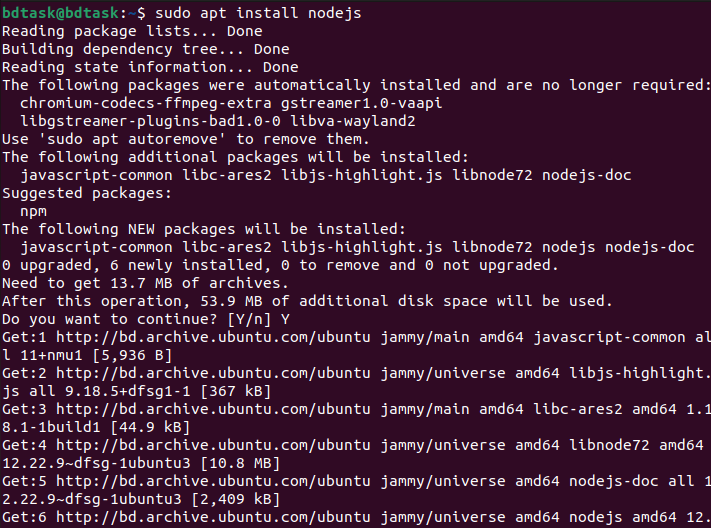 bdtask@bdtask:~$ sudo apt install nodejs
Reading package lists... Done
Building dependency tree... Done
Reading state information... Done
The following packages were automatically installed and are no longer required:
  chromium-codecs-ffmpeg-extra gstreamer1.0-vaapi
  libgstreamer-plugins-bad1.0-0 libva-wayland2
Use 'sudo apt autoremove' to remove them.
The following additional packages will be installed:
  javascript-common libc-ares2 libjs-highlight.js libnode72 nodejs-doc
Suggested packages:
  npm
The following NEW packages will be installed:
  javascript-common libc-ares2 libjs-highlight.js libnode72 nodejs nodejs-doc
0 upgraded, 6 newly installed, 0 to remove and 0 not upgraded.
Need to get 13.7 MB of archives.
After this operation, 53.9 MB of additional disk space will be used.
Do you want to continue? [Y/n] Y
Get:1 http://bd.archive.ubuntu.com/ubuntu jammy/main amd64 javascript-common al
l 11+nmu1 [5,936 B]
Get:2 http://bd.archive.ubuntu.com/ubuntu jammy/universe amd64 libjs-highlight.
js all 9.18.5+dfsg1-1 [367 kB]
Get:3 http://bd.archive.ubuntu.com/ubuntu jammy/main amd64 libc-ares2 amd64 1.1
8.1-1build1 [44.9 kB]
Get:4 http://bd.archive.ubuntu.com/ubuntu jammy/universe amd64 libnode72 amd64
12.22.9~dfsg-1ubuntu3 [10.8 MB]
Get:5 http://bd.archive.ubuntu.com/ubuntu jammy/universe amd64 nodejs-doc all 1
2.22.9~dfsg-1ubuntu3 [2,409 kB]
Get:6 http://bd.archive.ubuntu.com/ubuntu jammy/universe amd64 nodejs amd64 12.